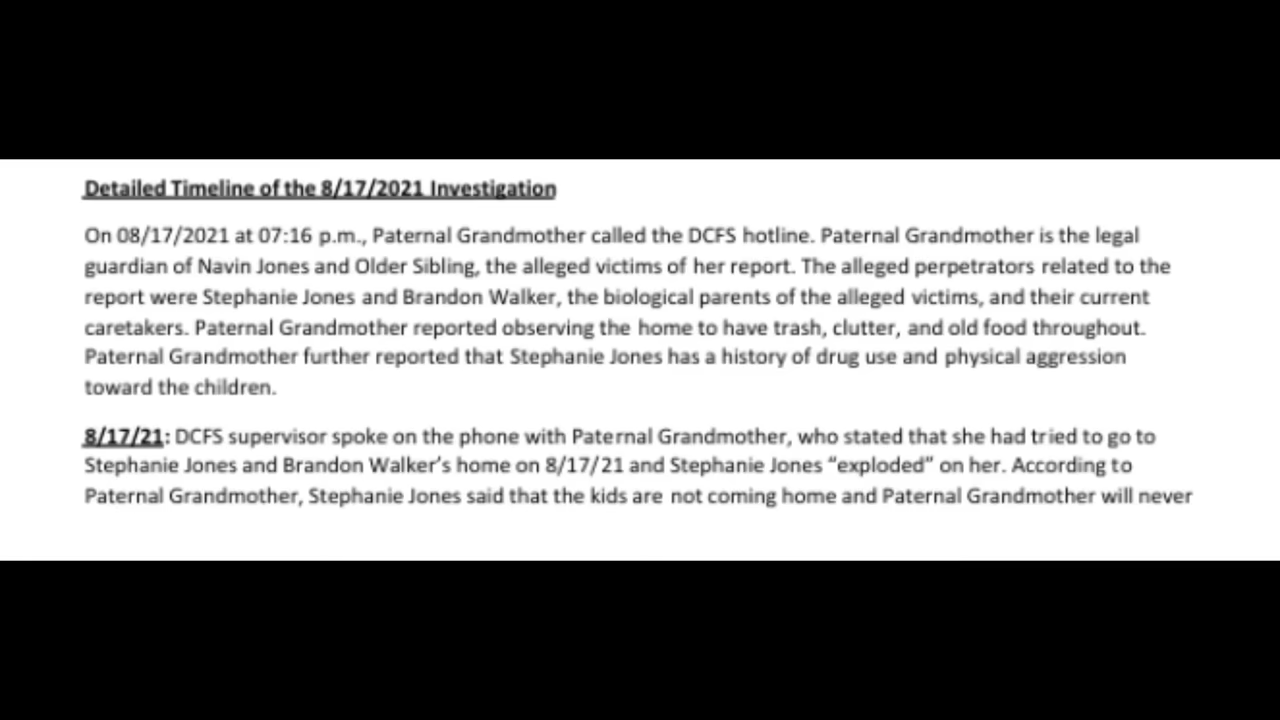 Detailed Timeline of the 8/17/2021 Investigation
On 08/17/2021 at 07:16 p.m., Paternal Grandmother called the DCFS hotline. Paternal Grandmother is the legal
guardian of Navin Jones and Older Sibling, the alleged victims of her report. The alleged perpetrators related to the
report were Stephanie Jones and Brandon Walker, the biological parents of the alleged victims, and their current
caretakers. Paternal Grandmother reported observing the home to have trash, clutter, and old food throughout.
Paternal Grandmother further reported that Stephanie Jones has a history of drug use and physical aggression
toward the children.
8/17/21: DCFS supervisor spoke on the phone with Paternal Grandmother, who stated that she had tried to go to
Stephanie Jones and Brandon Walker’s home on 8/17/21 and Stephanie Jones “exploded” on her. According to
Paternal Grandmother, Stephanie Jones said that the kids are not coming home and Paternal Grandmother will never